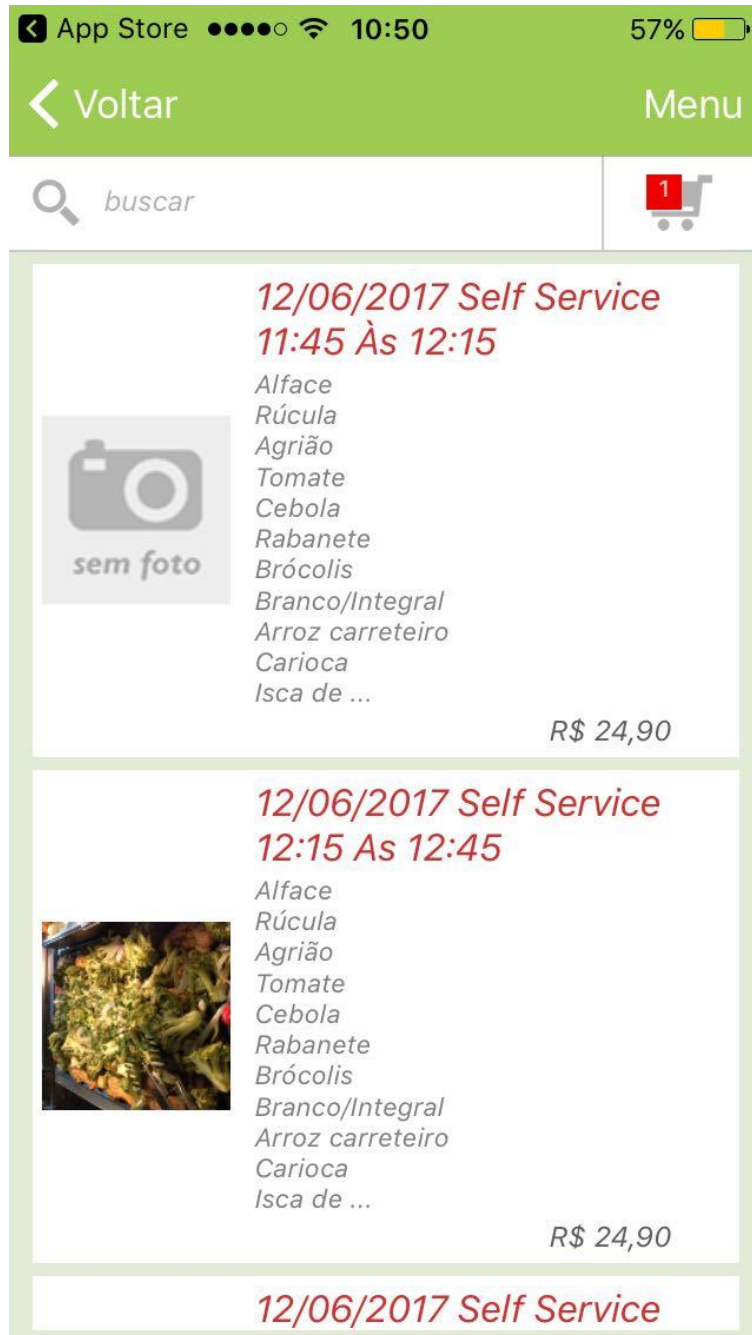 App Store 10:50 57%
Voltar Menu
buscar 1
12/06/2017 Self Service
11:45 Às 12:15
Alface
Rúcula
Agrião
Tomate
Cebola
Rabanete
Brócolis
Branco/Integral
Arroz carreteiro
Carioca
Isca de ...
R$ 24,90
sem foto
12/06/2017 Self Service
12:15 As 12:45
Alface
Rúcula
Agrião
Tomate
Cebola
Rabanete
Brócolis
Branco/Integral
Arroz carreteiro
Carioca
Isca de ...
R$ 24,90
12/06/2017 Self Service